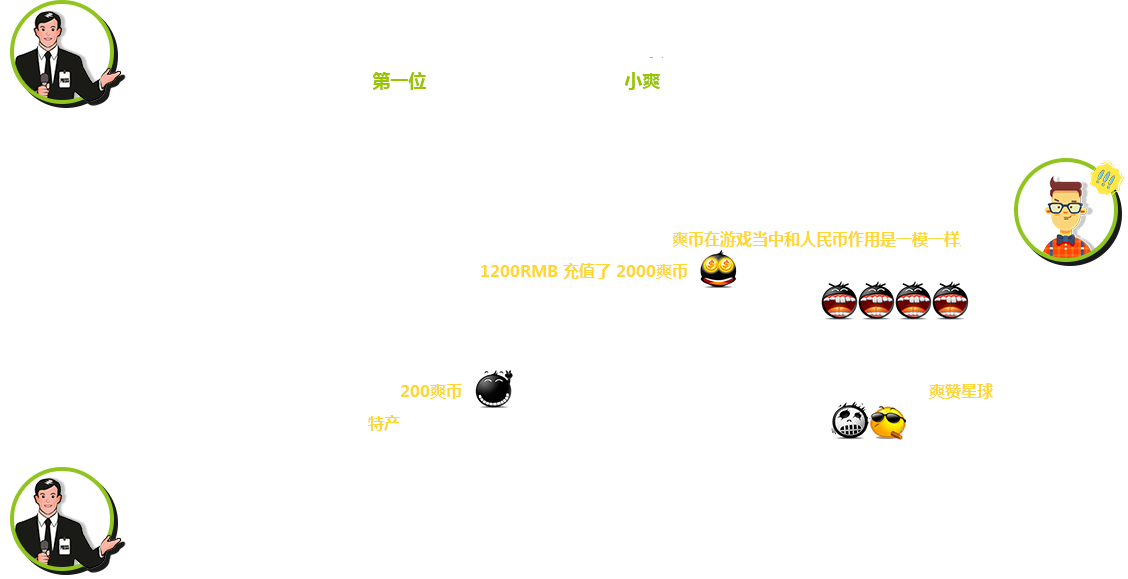 第一位 小爽
爽币在游戏当中和人民币作用是一模一样
1200RMB 充值了 2000爽币
200爽币 爽赞星球
特产